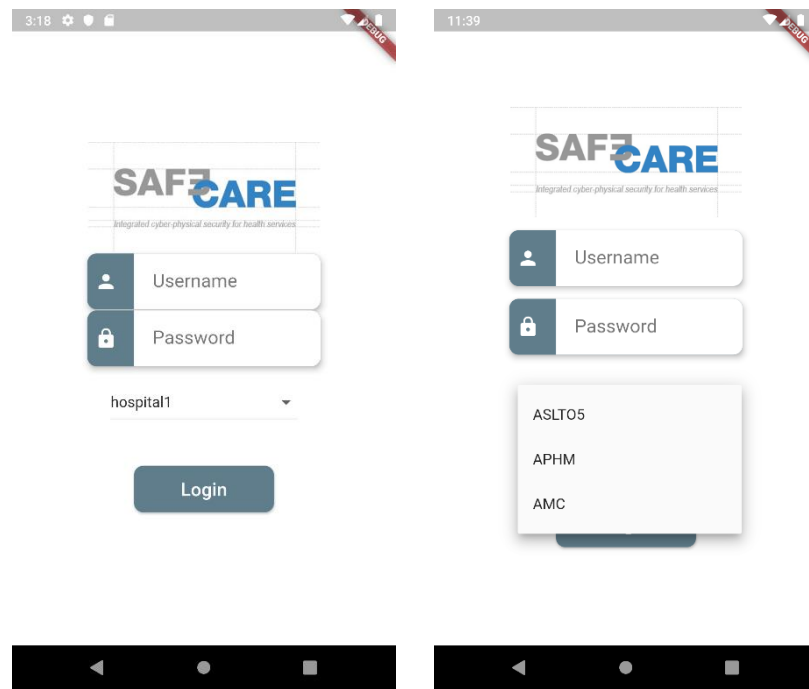 3:18
DEBUG
SAFECARE
Integrated cyber-physical security for health services
Username
Password
hospital1
Login
11:39
DEBUG
SAFECARE
Integrated cyber-physical security for health services
Username
Password
ASLTO5
APHM
AMC